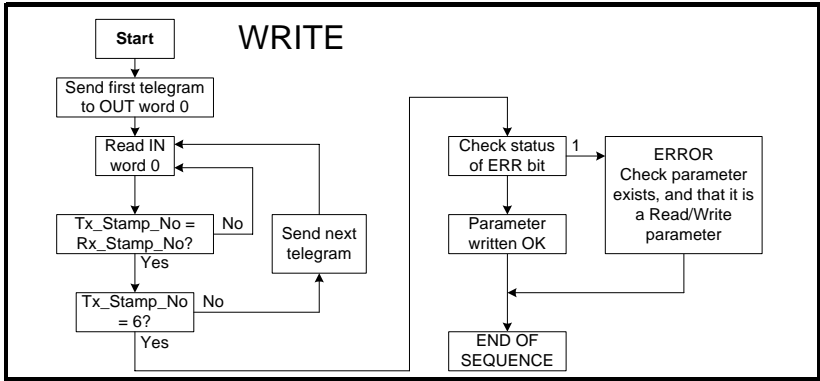 WRITE
Start
Send first telegram
to OUT word 0
Read IN
word 0
Tx_Stamp_No =
Rx_Stamp_No?
No
Yes
Send next
telegram
Tx_Stamp_No
= 6?
No
Yes
Check status
of ERR bit
1
ERROR
Check parameter
exists, and that it is
a Read/Write
parameter
Parameter
written OK
END OF
SEQUENCE